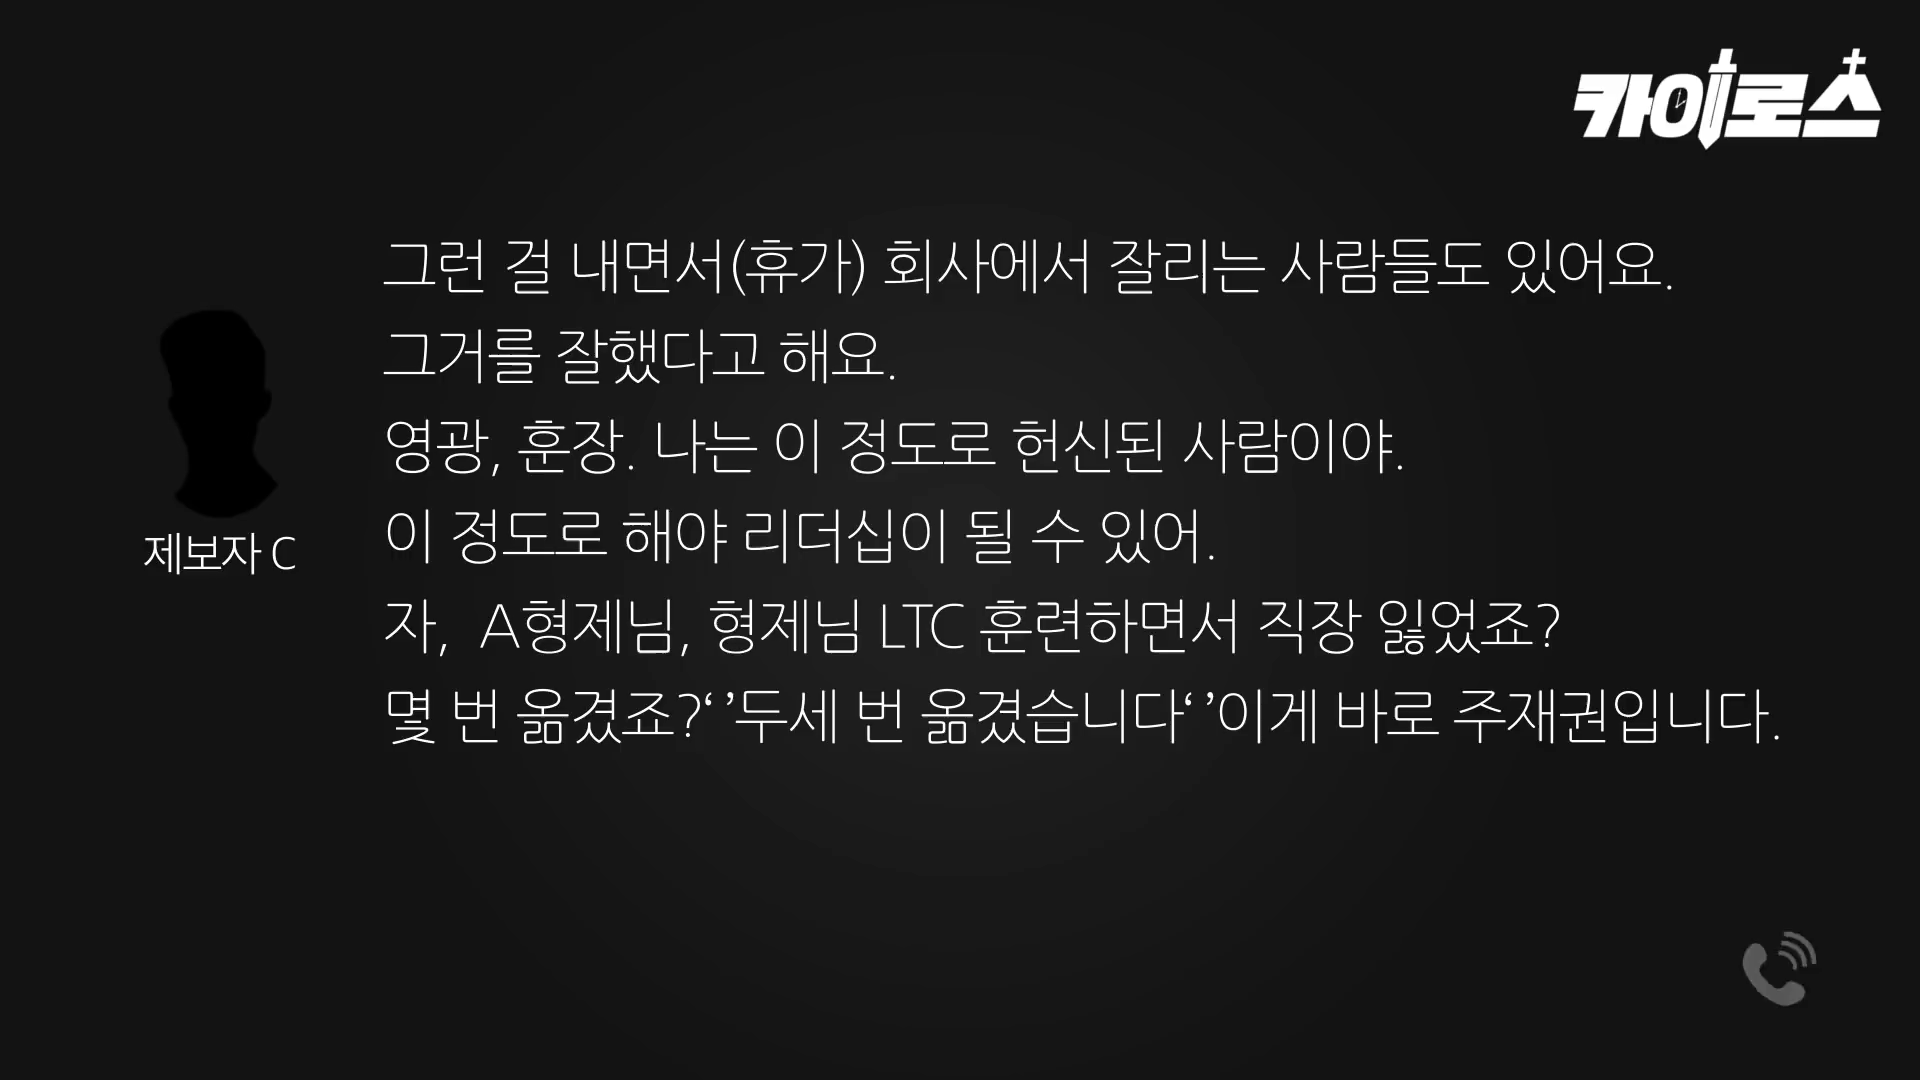 카이로스
그런 걸 내면서(휴가) 회사에서 잘리는 사람들도 있어요.
그거를 잘했다고 해요.
영광, 훈장. 나는 이 정도로 헌신된 사람이야.
이 정도로 해야 리더십이 될 수 있어.
제보자 C
자, A형제님, 형제님 LTC 훈련하면서 직장 잃었죠?
몇 번 옮겼죠?‘ ’두세 번 옮겼습니다‘ ’이게 바로 주재권입니다.